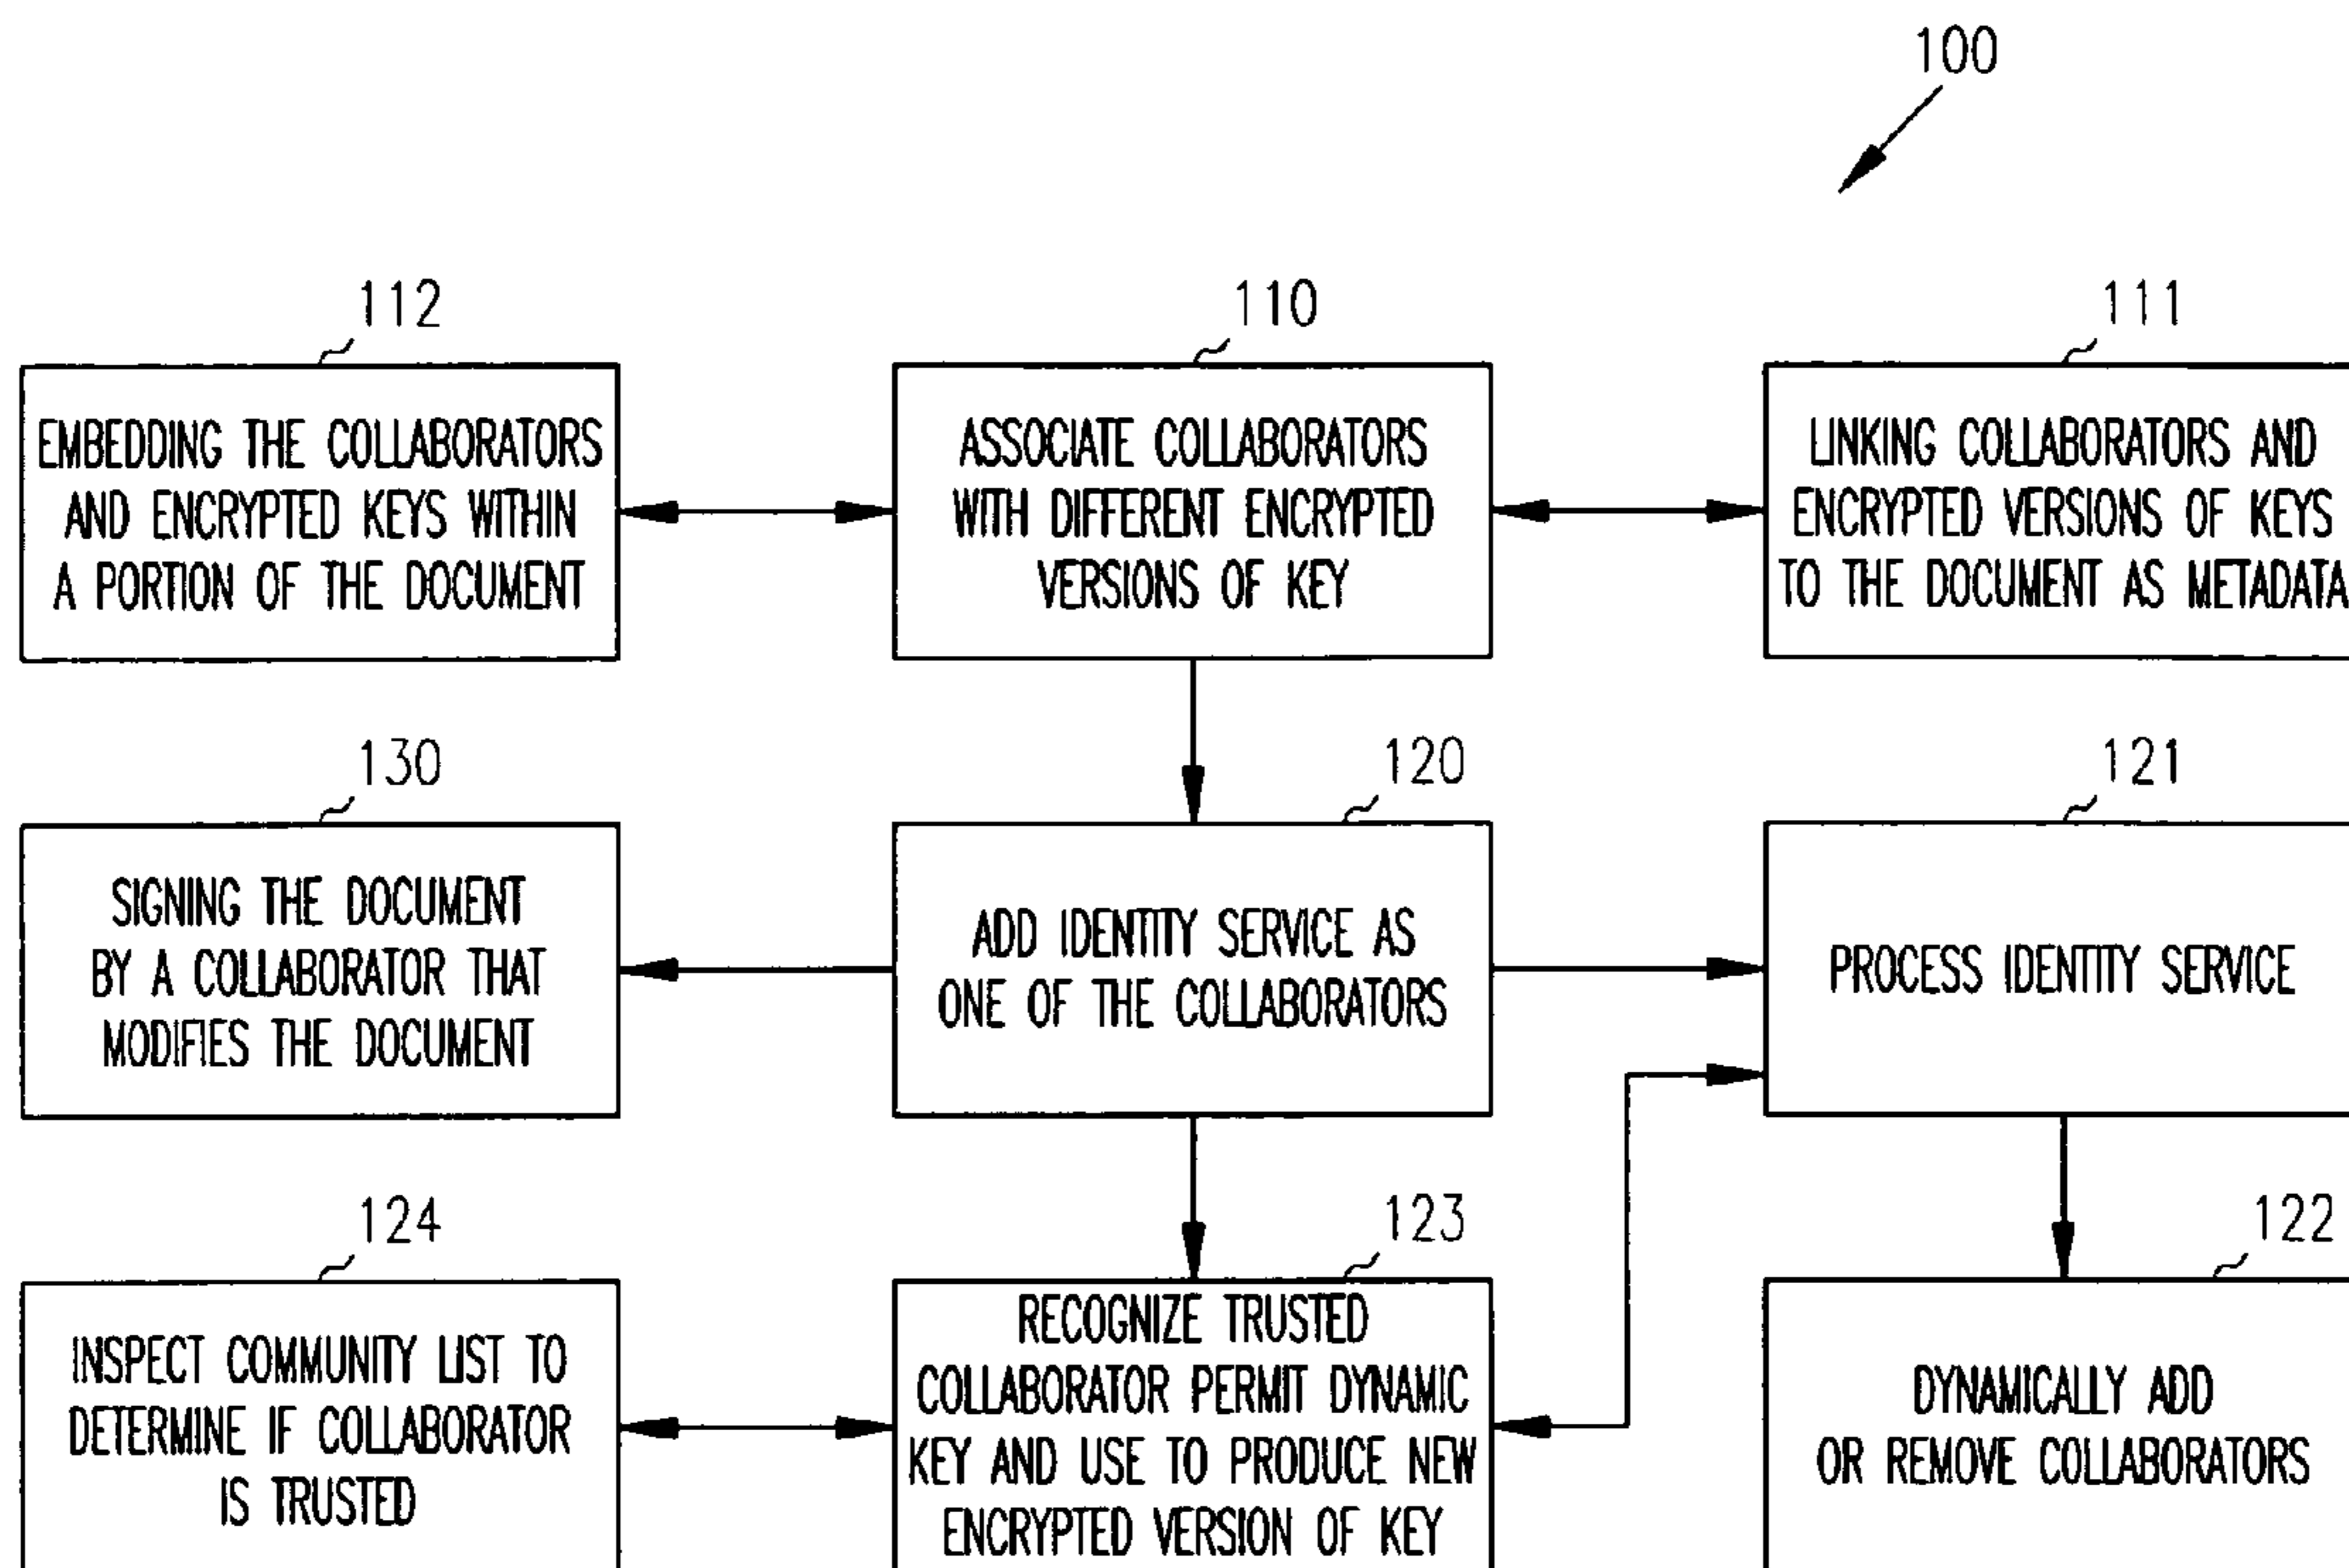 100
112
EMBEDDING THE COLLABORATORS
AND ENCRYPTED KEYS WITHIN
A PORTION OF THE DOCUMENT
110
ASSOCIATE COLLABORATORS
WITH DIFFERENT ENCRYPTED
VERSIONS OF KEY
111
LINKING COLLABORATORS AND
ENCRYPTED VERSIONS OF KEYS
TO THE DOCUMENT AS METADATA
130
SIGNING THE DOCUMENT
BY A COLLABORATOR THAT
MODIFIES THE DOCUMENT
120
ADD IDENTITY SERVICE AS
ONE OF THE COLLABORATORS
121
PROCESS IDENTITY SERVICE
124
INSPECT COMMUNITY LIST TO
DETERMINE IF COLLABORATOR
IS TRUSTED
123
RECOGNIZE TRUSTED
COLLABORATOR PERMIT DYNAMIC
KEY AND USE TO PRODUCE NEW
ENCRYPTED VERSION OF KEY
122
DYNAMICALLY ADD
OR REMOVE COLLABORATORS